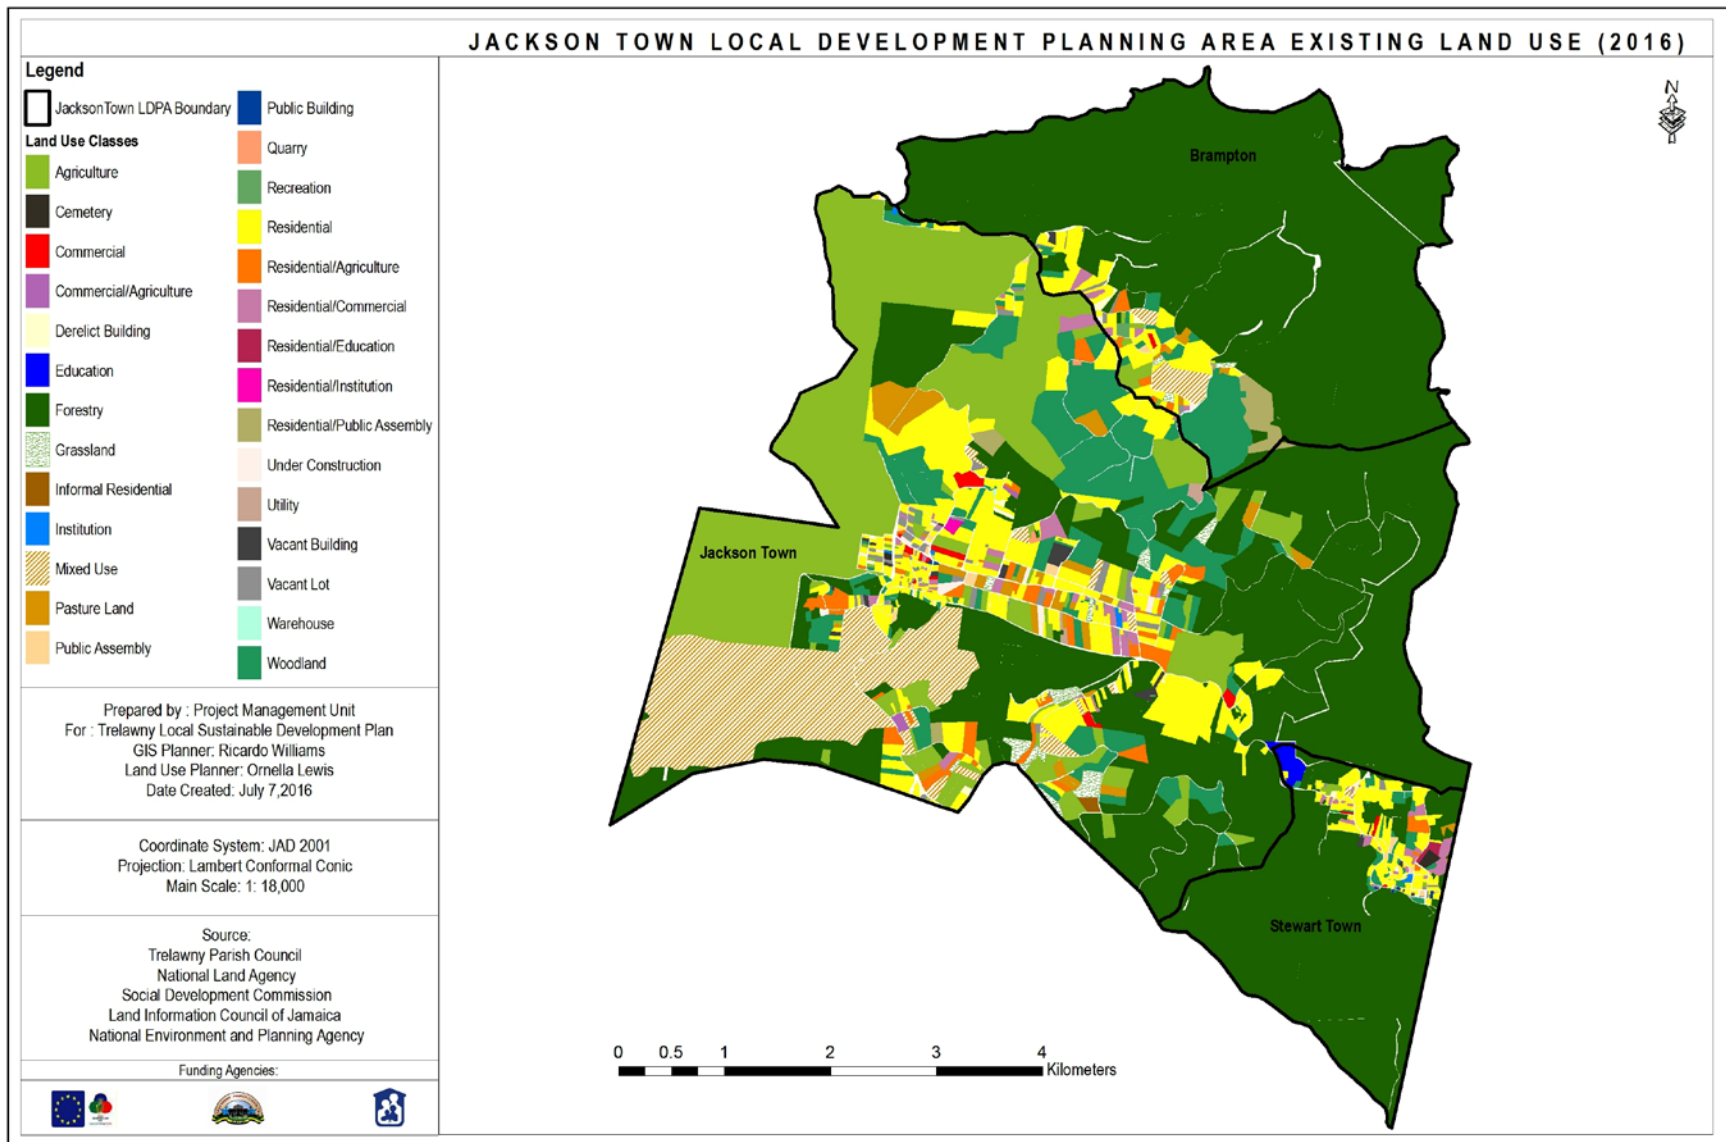 JACKSON TOWN LOCAL DEVELOPMENT PLANNING AREA EXISTING LAND USE (2016)
Legend
JacksonTown LDPA Boundary
Land Use Classes
Agriculture
Cemetery
Commercial
Commercial/Agriculture
Derelict Building
Education
Forestry
Grassland
Informal Residential
Institution
Mixed Use
Pasture Land
Public Assembly
Public Building
Quarry
Recreation
Residential
Residential/Agriculture
Residential/Commercial
Residential/Education
Residential/Institution
Residential/Public Assembly
Under Construction
Utility
Vacant Building
Vacant Lot
Warehouse
Woodland
Prepared by : Project Management Unit
For : Trelawny Local Sustainable Development Plan
GIS Planner: Ricardo Williams
Land Use Planner: Ornella Lewis
Date Created: July 7,2016
Coordinate System: JAD 2001
Projection: Lambert Conformal Conic
Main Scale: 1: 18,000
Source:
Trelawny Parish Council
National Land Agency
Social Development Commission
Land Information Council of Jamaica
National Environment and Planning Agency
Funding Agencies:
N
Brampton
Jackson Town
Stewart Town
0 0.5 1 2 3 4
Kilometers